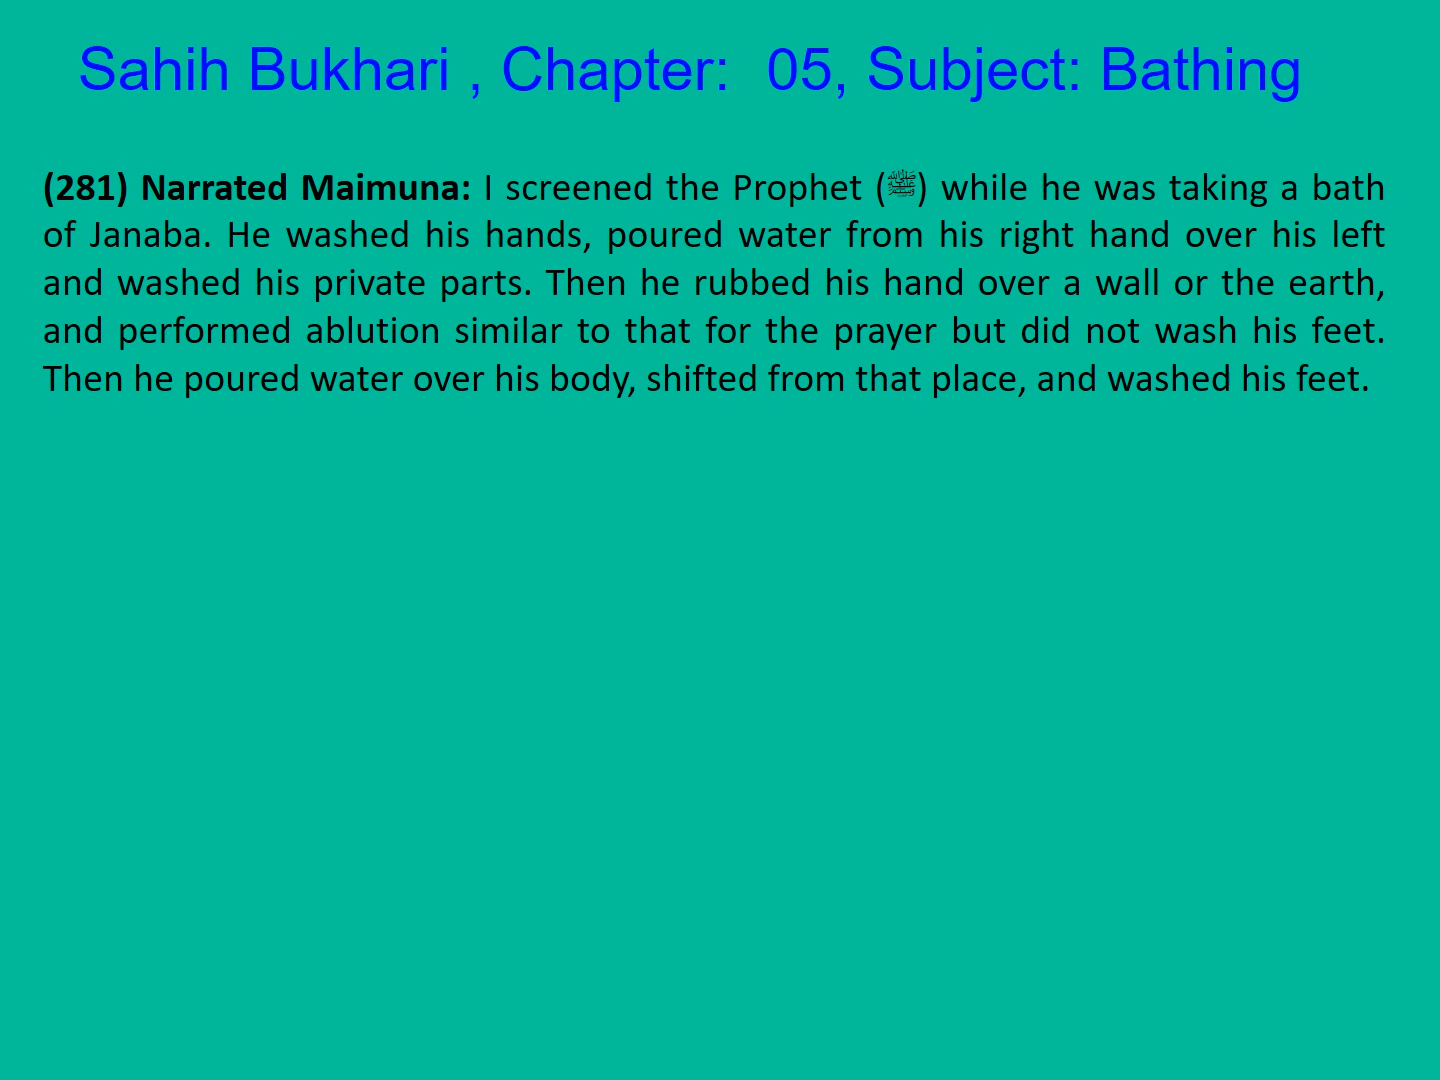 Sahih Bukhari , Chapter:  05, Subject: Bathing
(281) Narrated Maimuna: I screened the Prophet (ﷺ) while he was taking a bath
of Janaba. He washed his hands, poured water from his right hand over his left
and washed his private parts. Then he rubbed his hand over a wall or the earth,
and performed ablution similar to that for the prayer but did not wash his feet.
Then he poured water over his body, shifted from that place, and washed his feet.